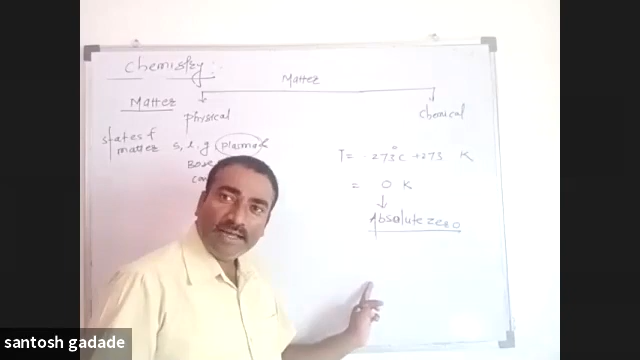 Chemistry :-
Matter
Matter
physical
chemical
states of
matter s, l, g plasma
T = -273°C +273 K
= 0 K
Absolute zero
santosh gadade